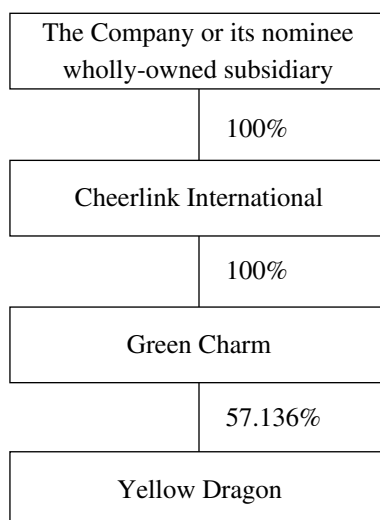 The Company or its nominee
wholly-owned subsidiary
100%
Cheerlink International
100%
Green Charm
57.136%
Yellow Dragon